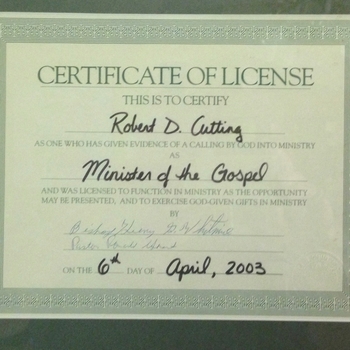 CERTIFICATE OF LICENSE
THIS IS TO CERTIFY
Robert D. Cutting
AS ONE WHO HAS GIVEN EVIDENCE OF A CALLING BY GOD INTO MINISTRY
AS
Minister of the Gospel
AND WAS LICENSED TO FUNCTION IN MINISTRY AS THE OPPORTUNITY
MAY BE PRESENTED, AND TO EXERCISE GOD-GIVEN GIFTS IN MINISTRY
BY
Bishop
ON THE 6th DAY OF April, 2003